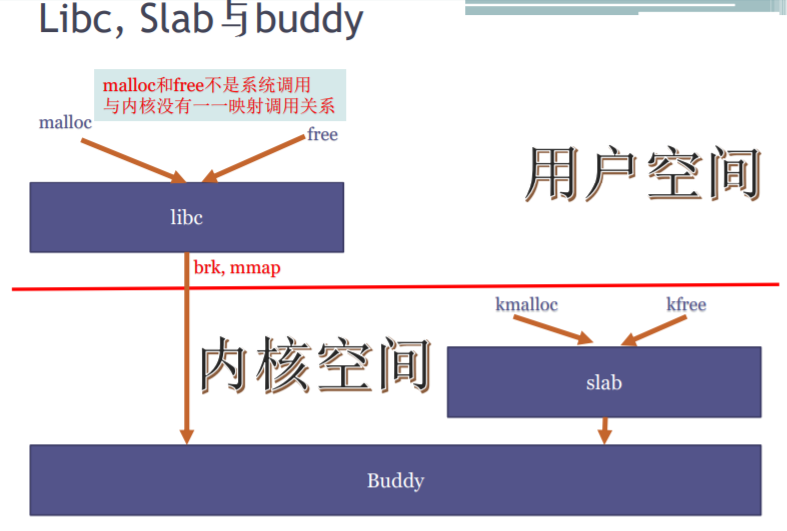 Libc, Slab与buddy
malloc和free不是系统调用
与内核没有一一映射调用关系
malloc
free
用户空间
libc
brk, mmap
kmalloc
kfree
内核空间
slab
Buddy